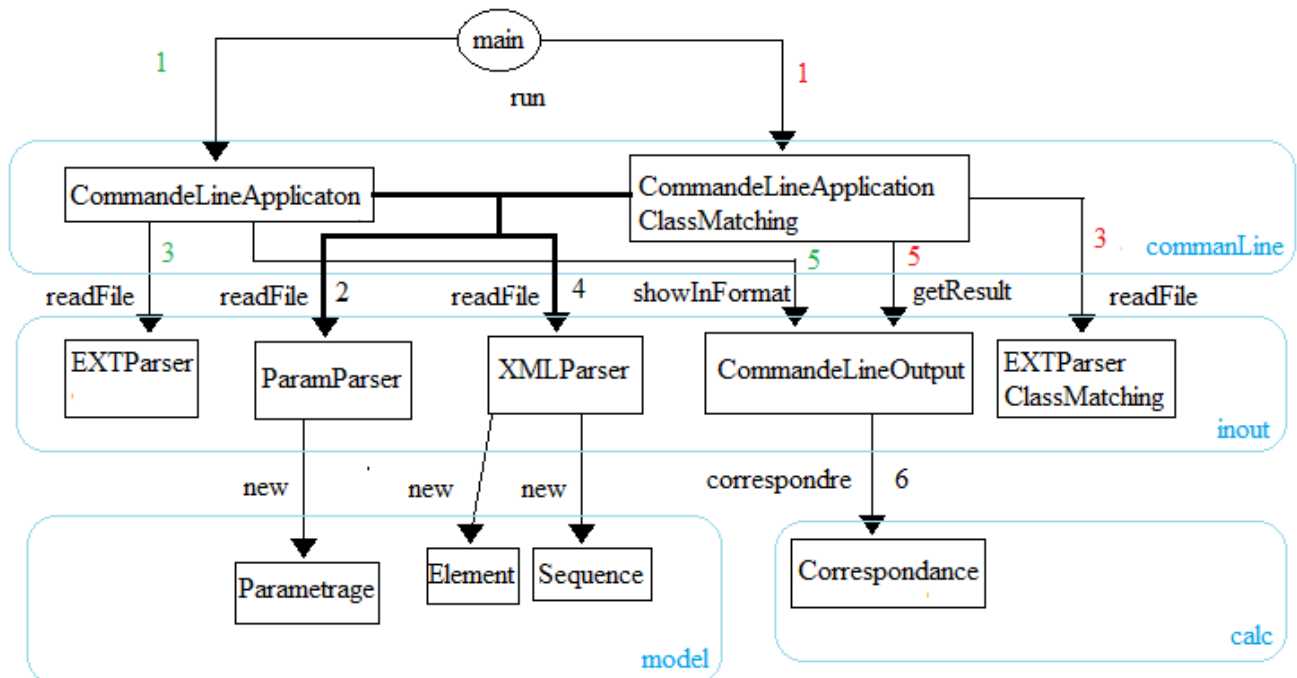 main
1
1
run
CommandeLineApplicaton
CommandeLineApplication
ClassMatching
commanLine
3
5
5
3
readFile
readFile
2
readFile
4
showInFormat
getResult
readFile
EXTParser
ParamParser
XMLParser
CommandeLineOutput
EXTParser
ClassMatching
inout
new
new
new
correspondre
6
Parametrage
Element
Sequence
Correspondance
model
calc